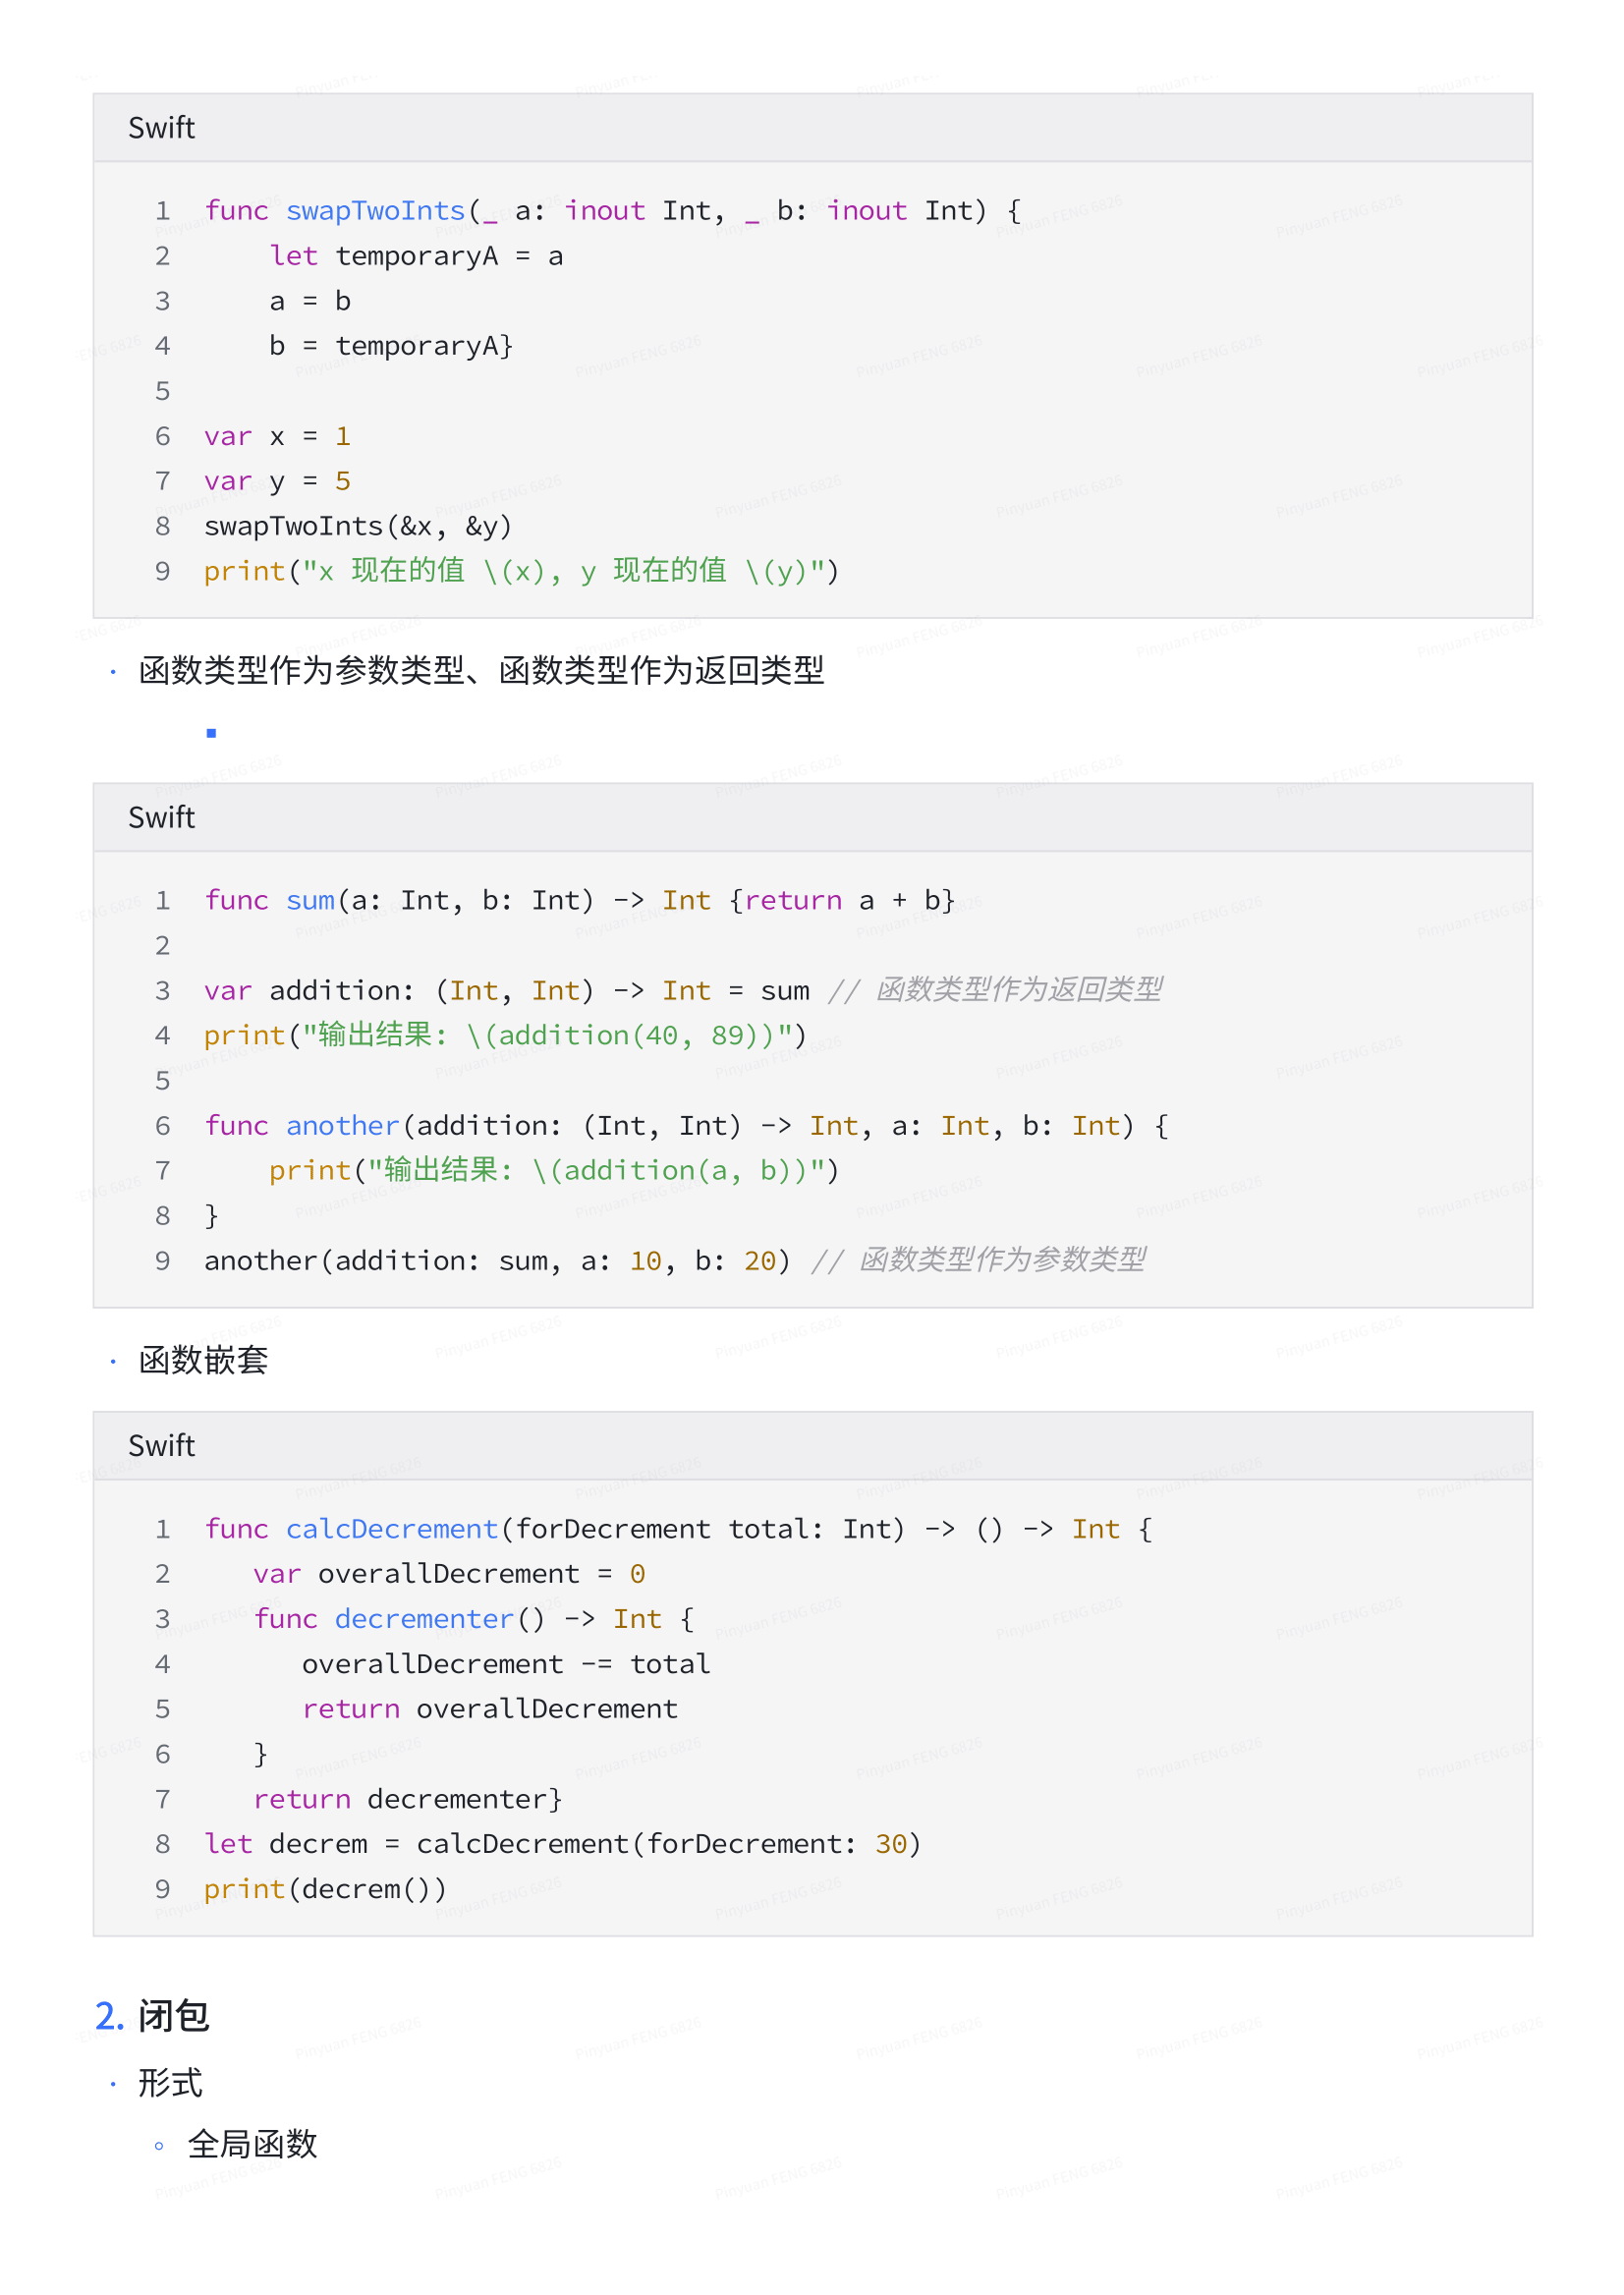 Swift
1 func swapTwoInts(_ a: inout Int, _ b: inout Int) {
2     let temporaryA = a
3     a = b
4     b = temporaryA}
5
6 var x = 1
7 var y = 5
8 swapTwoInts(&x, &y)
9 print("x 现在的值 \(x), y 现在的值 \(y)")
· 函数类型作为参数类型、函数类型作为返回类型
▪
Swift
1 func sum(a: Int, b: Int) -> Int {return a + b}
2
3 var addition: (Int, Int) -> Int = sum // 函数类型作为返回类型
4 print("输出结果: \(addition(40, 89))")
5
6 func another(addition: (Int, Int) -> Int, a: Int, b: Int) {
7     print("输出结果: \(addition(a, b))")
8 }
9 another(addition: sum, a: 10, b: 20) // 函数类型作为参数类型
· 函数嵌套
Swift
1 func calcDecrement(forDecrement total: Int) -> () -> Int {
2    var overallDecrement = 0
3    func decrementer() -> Int {
4       overallDecrement -= total
5       return overallDecrement
6    }
7    return decrementer}
8 let decrem = calcDecrement(forDecrement: 30)
9 print(decrem())
2. 闭包
· 形式
◦ 全局函数
Pinyuan FENG 6826